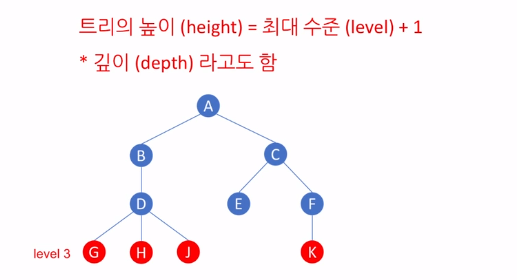 트리의 높이 (height) = 최대 수준 (level) + 1
* 깊이 (depth) 라고도 함
A
B
C
D
E
F
level 3
G
H
J
K